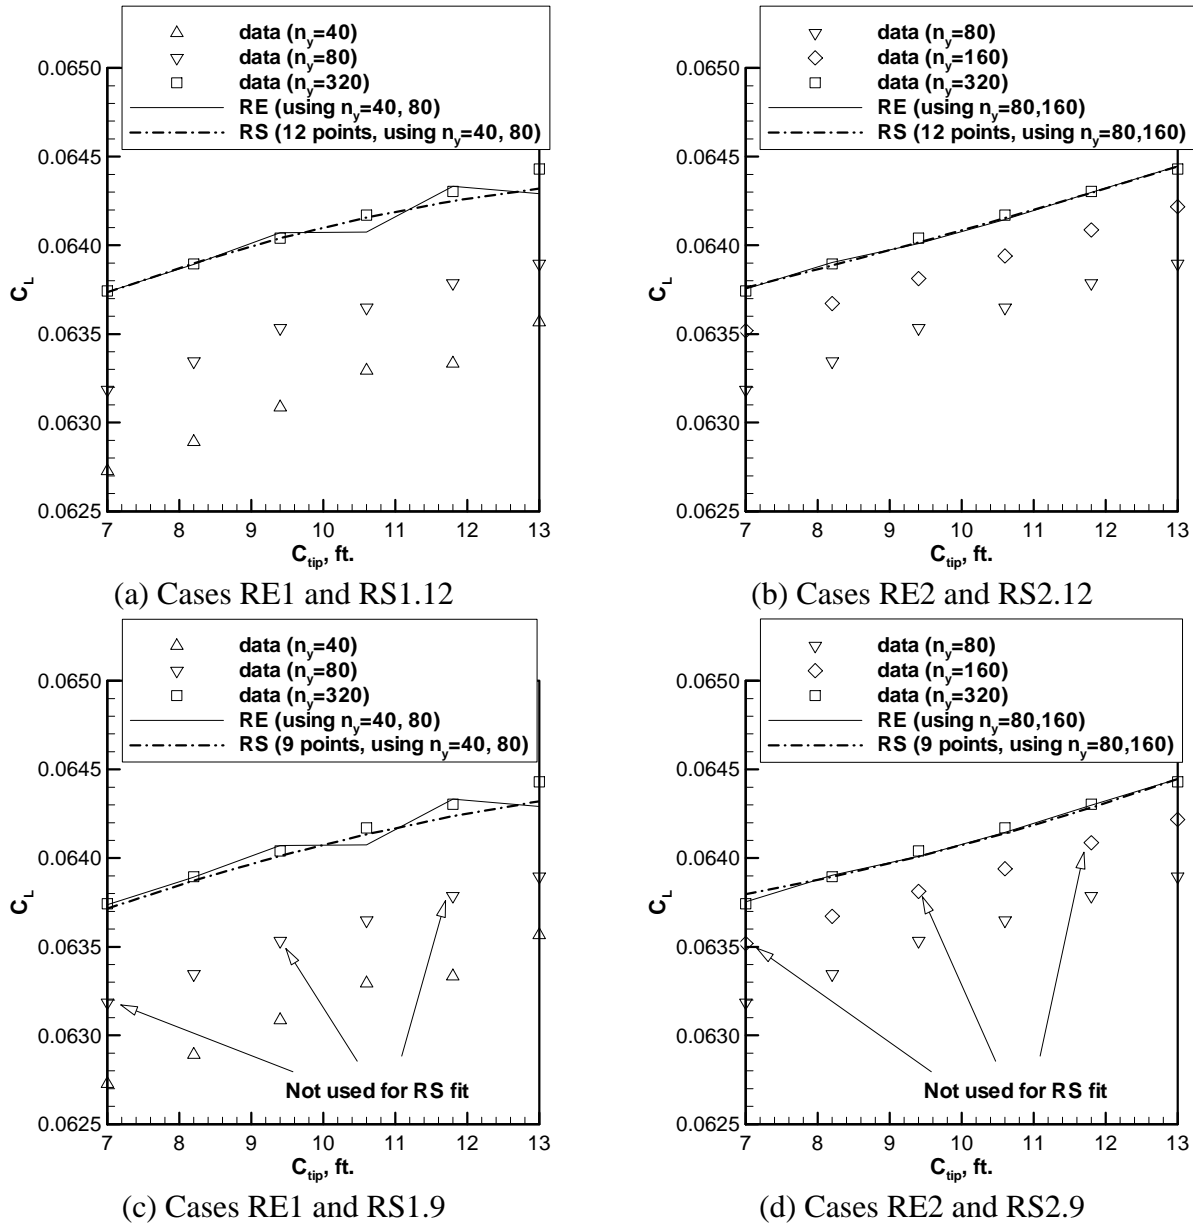 data (n_y=40)
data (n_y=80)
data (n_y=320)
RE (using n_y=40, 80)
RS (12 points, using n_y=40, 80)
0.0650
0.0645
0.0640
0.0635
0.0630
0.0625
C_L
7 8 9 10 11 12 13
C_tip, ft.
(a) Cases RE1 and RS1.12
data (n_y=80)
data (n_y=160)
data (n_y=320)
RE (using n_y=80,160)
RS (12 points, using n_y=80,160)
0.0650
0.0645
0.0640
0.0635
0.0630
0.0625
C_L
7 8 9 10 11 12 13
C_tip, ft.
(b) Cases RE2 and RS2.12
data (n_y=40)
data (n_y=80)
data (n_y=320)
RE (using n_y=40, 80)
RS (9 points, using n_y=40, 80)
0.0650
0.0645
0.0640
0.0635
0.0630
0.0625
C_L
Not used for RS fit
7 8 9 10 11 12 13
C_tip, ft.
(c) Cases RE1 and RS1.9
data (n_y=80)
data (n_y=160)
data (n_y=320)
RE (using n_y=80,160)
RS (9 points, using n_y=80,160)
0.0650
0.0645
0.0640
0.0635
0.0630
0.0625
C_L
Not used for RS fit
7 8 9 10 11 12 13
C_tip, ft.
(d) Cases RE2 and RS2.9